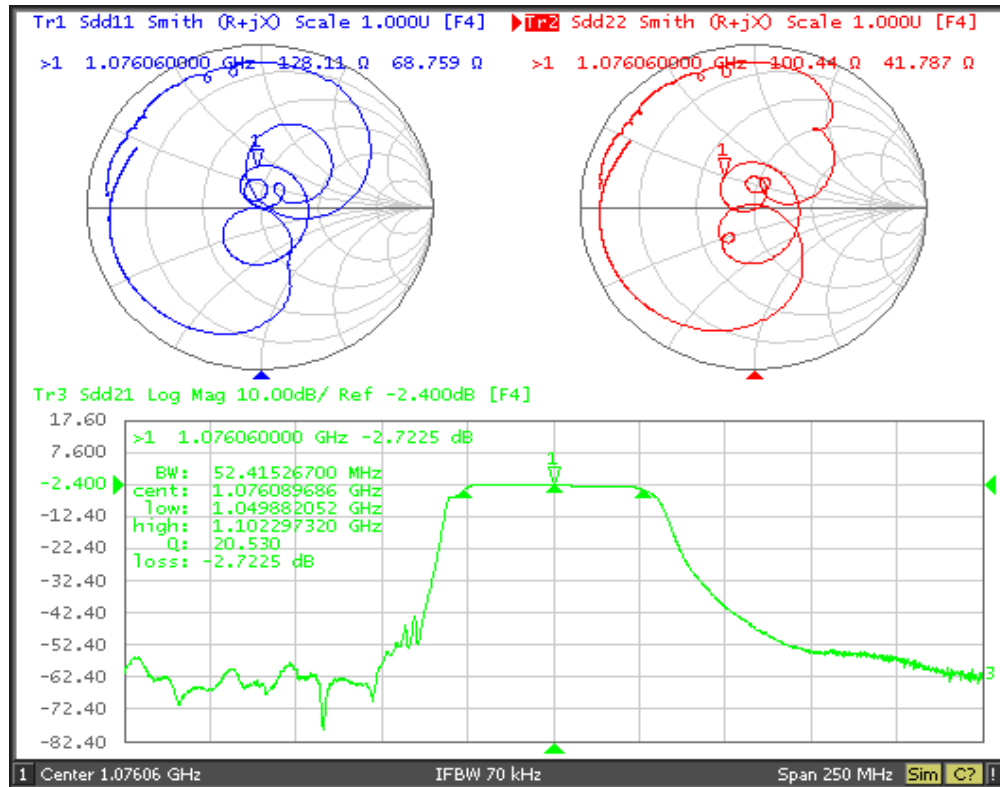 Tr1 Sdd11 Smith (R+jX) Scale 1.000U [F4]
>1 1.076060000 GHz 128.11 Ω 68.759 Ω
1
Tr2 Sdd22 Smith (R+jX) Scale 1.000U [F4]
>1 1.076060000 GHz 100.44 Ω 41.787 Ω
1
Tr3 Sdd21 Log Mag 10.00dB/ Ref -2.400dB [F4]
17.60
7.600
-2.400
-12.40
-22.40
-32.40
-42.40
-52.40
-62.40
-72.40
-82.40
>1 1.076060000 GHz -2.7225 dB
BW: 52.41526700 MHz
cent: 1.076089686 GHz
low: 1.049882052 GHz
high: 1.102297320 GHz
Q: 20.530
loss: -2.7225 dB
1
3
1 Center 1.07606 GHz IFBW 70 kHz Span 250 MHz Sim C? !